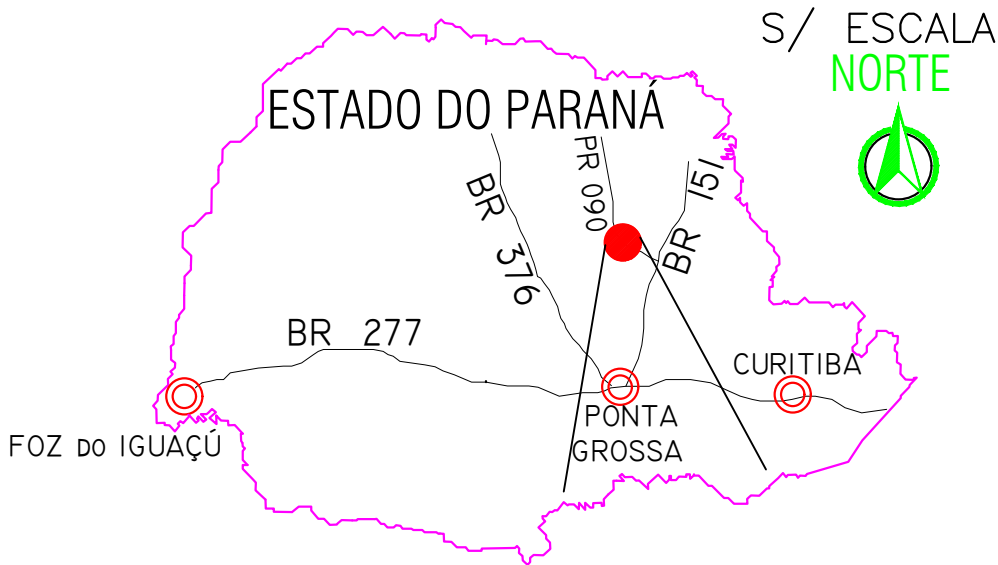 S/ ESCALA
NORTE
ESTADO DO PARANÁ
PR 090
BR 151
BR 376
BR 277
CURITIBA
PONTA
GROSSA
FOZ do IGUAÇÚ